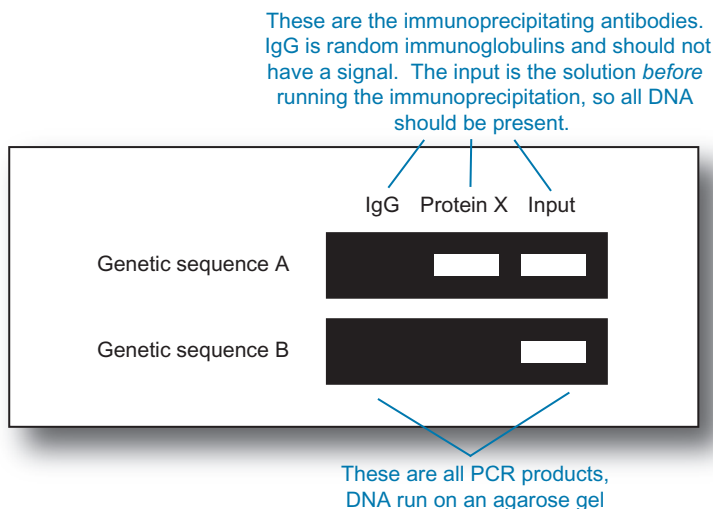 These are the immunoprecipitating antibodies.
IgG is random immunoglobulins and should not
have a signal. The input is the solution before
running the immunoprecipitation, so all DNA
should be present.
IgG Protein X Input
Genetic sequence A
Genetic sequence B
These are all PCR products,
DNA run on an agarose gel